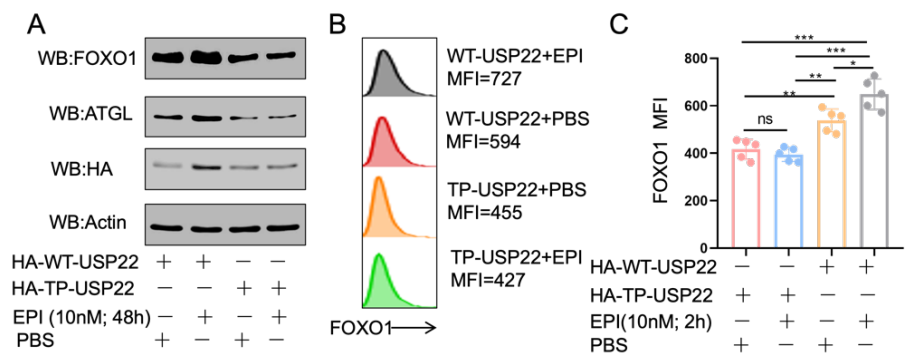 A
WB:FOXO1
WB:ATGL
WB:HA
WB:Actin
HA-WT-USP22 + + — —
HA-TP-USP22 — — + +
EPI (10nM; 48h) — + — +
PBS + — + —
B
WT-USP22+EPI
MFI=727
WT-USP22+PBS
MFI=594
TP-USP22+PBS
MFI=455
TP-USP22+EPI
MFI=427
FOXO1
C
***
***
*
**
**
ns
FOXO1 MFI
800
600
400
200
0
HA-WT-USP22 — — + +
HA-TP-USP22 + + — —
EPI(10nM; 2h) — + — +
PBS + — + —